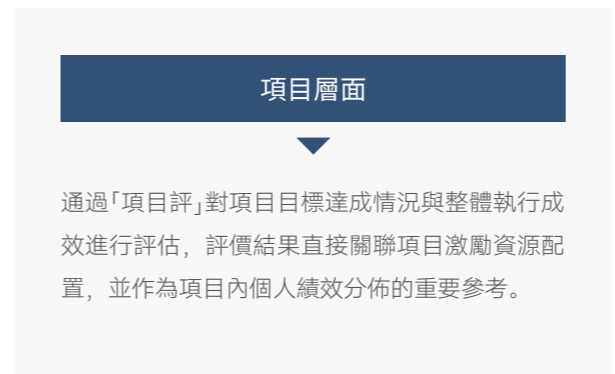 項目層面
通過「項目評」對項目目標達成情況與整體執行成
效進行評估，評價結果直接關聯項目激勵資源配
置，並作為項目內個人績效分佈的重要參考。